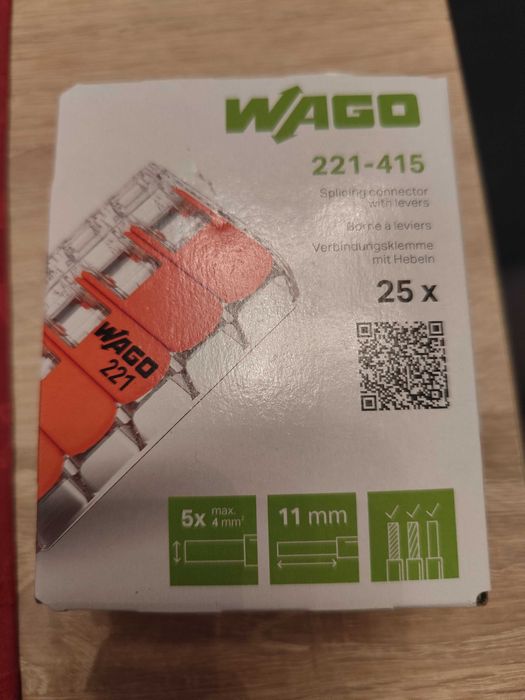 WAGO
221-415
Splicing connector
with levers
Borne à leviers
Verbindungsklemme
mit Hebeln
25 x
WAGO
221
5x max.
4 mm²
11 mm